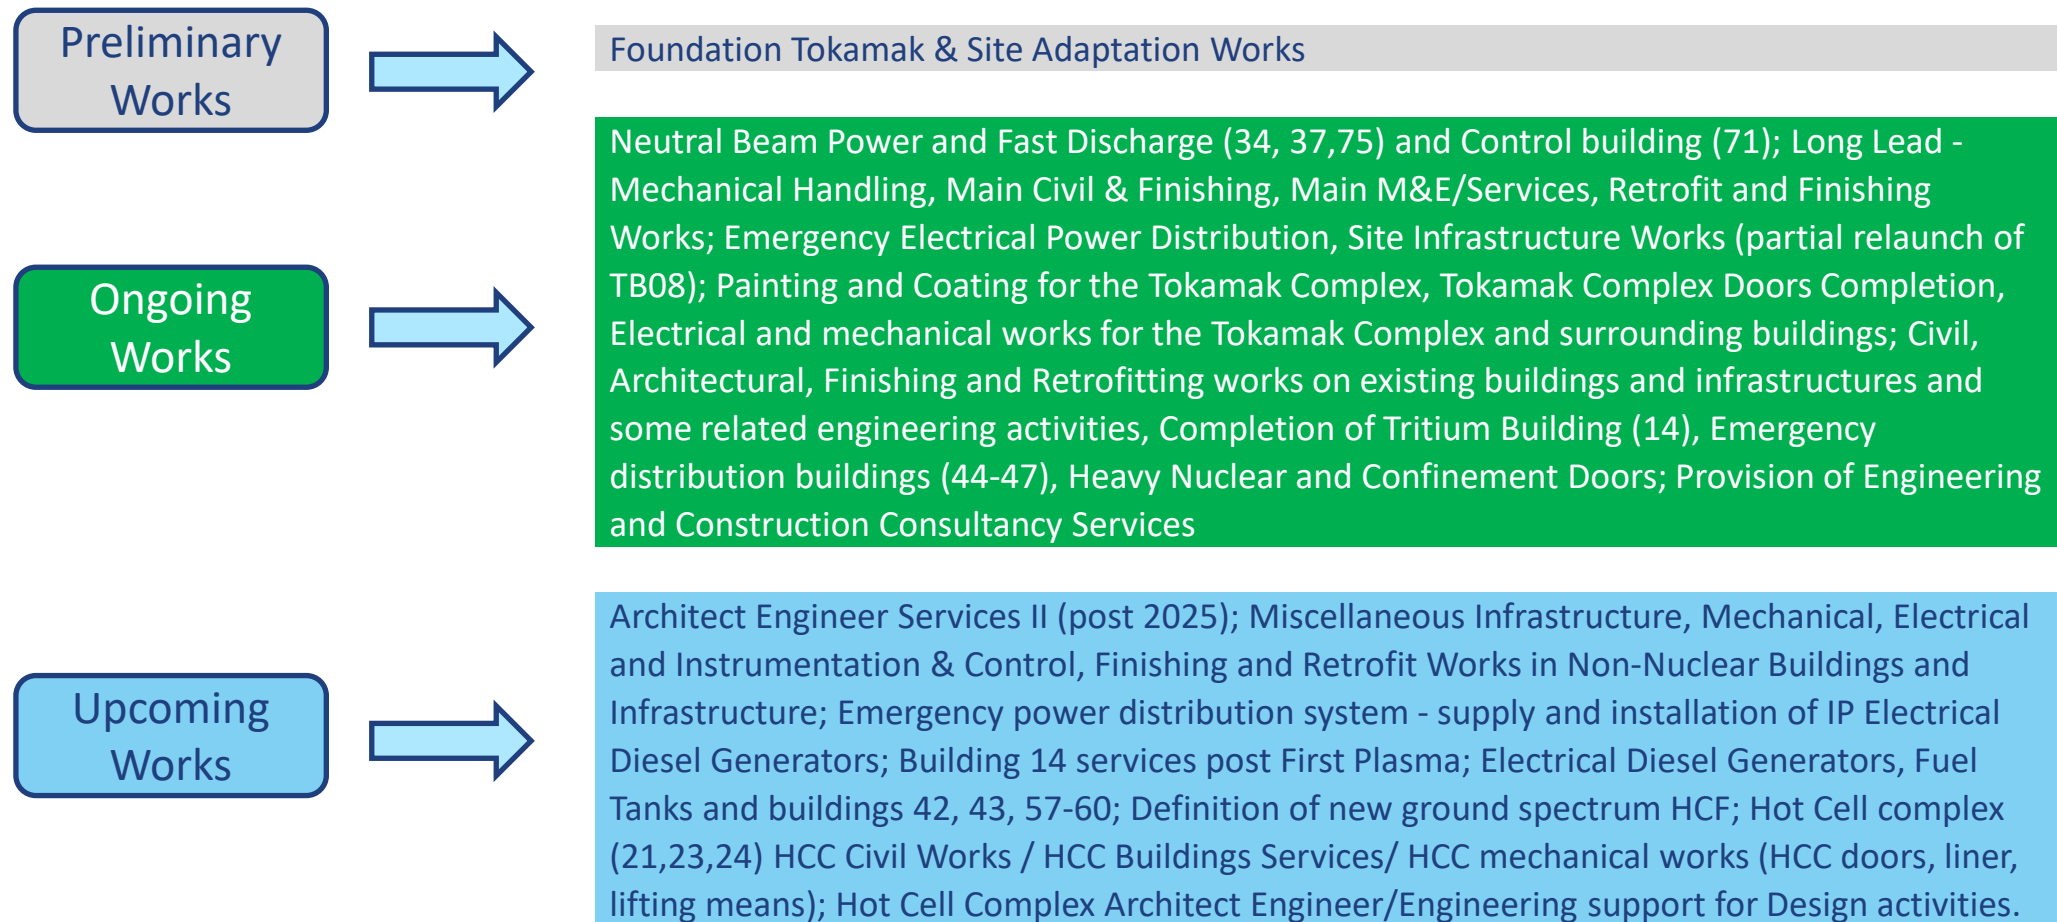 Preliminary
Works
Foundation Tokamak & Site Adaptation Works
Ongoing
Works
Neutral Beam Power and Fast Discharge (34, 37,75) and Control building (71); Long Lead -
Mechanical Handling, Main Civil & Finishing, Main M&E/Services, Retrofit and Finishing
Works; Emergency Electrical Power Distribution, Site Infrastructure Works (partial relaunch of
TB08); Painting and Coating for the Tokamak Complex, Tokamak Complex Doors Completion,
Electrical and mechanical works for the Tokamak Complex and surrounding buildings; Civil,
Architectural, Finishing and Retrofitting works on existing buildings and infrastructures and
some related engineering activities, Completion of Tritium Building (14), Emergency
distribution buildings (44-47), Heavy Nuclear and Confinement Doors; Provision of Engineering
and Construction Consultancy Services
Upcoming
Works
Architect Engineer Services II (post 2025); Miscellaneous Infrastructure, Mechanical, Electrical
and Instrumentation & Control, Finishing and Retrofit Works in Non-Nuclear Buildings and
Infrastructure; Emergency power distribution system - supply and installation of IP Electrical
Diesel Generators; Building 14 services post First Plasma; Electrical Diesel Generators, Fuel
Tanks and buildings 42, 43, 57-60; Definition of new ground spectrum HCF; Hot Cell complex
(21,23,24) HCC Civil Works / HCC Buildings Services/ HCC mechanical works (HCC doors, liner,
lifting means); Hot Cell Complex Architect Engineer/Engineering support for Design activities.